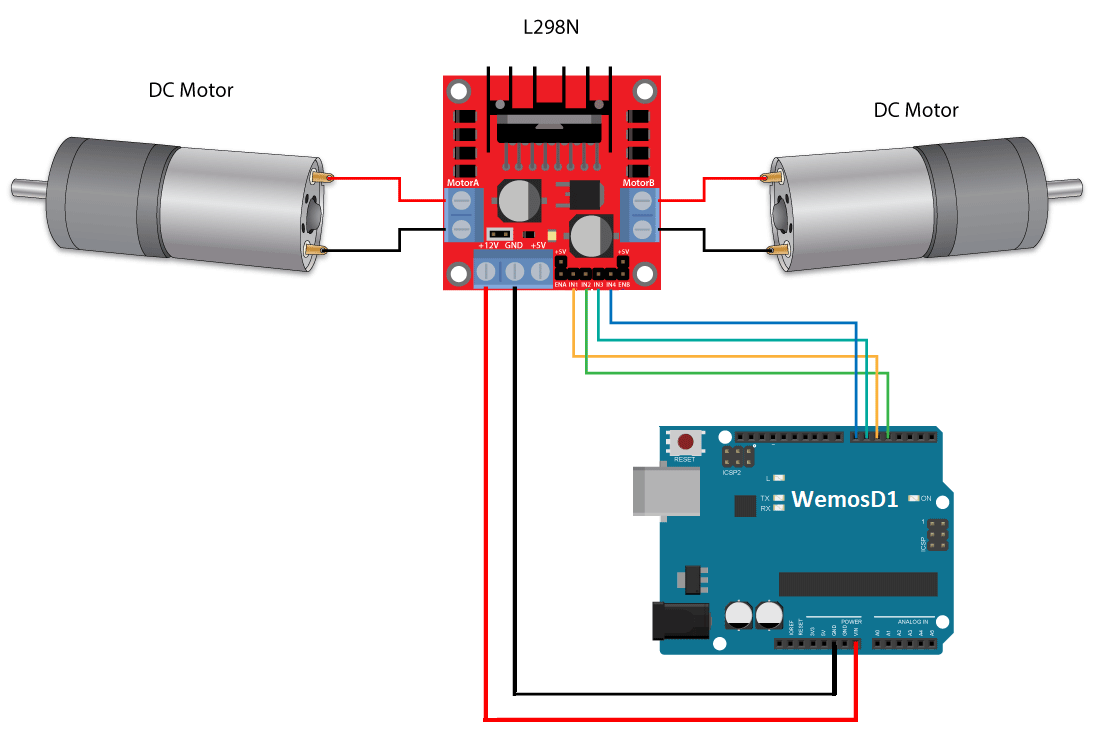 L298N
DC Motor
DC Motor
MotorA
MotorB
+12V GND +5V
+5V
+5V
ENA IN1 IN2 IN3 IN4 ENB
RESET
ICSP2
L
TX
RX
WemosD1
ON
1
ICSP
POWER
ANALOG IN
IOREF
RESET
3V3
5V
GND
GND
VIN
A0
A1
A2
A3
A4
A5